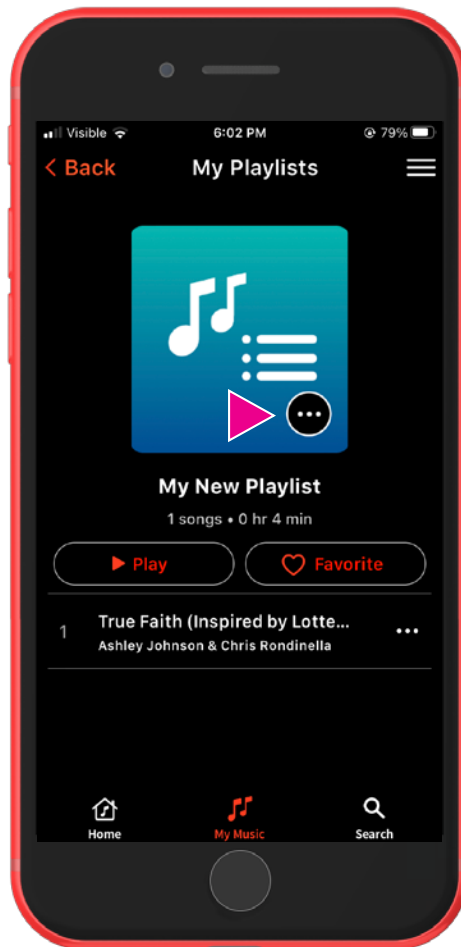 Visible 6:02 PM 79%
Back My Playlists
My New Playlist
1 songs • 0 hr 4 min
Play Favorite
1 True Faith (Inspired by Lotte...
Ashley Johnson & Chris Rondinella
Home My Music Search